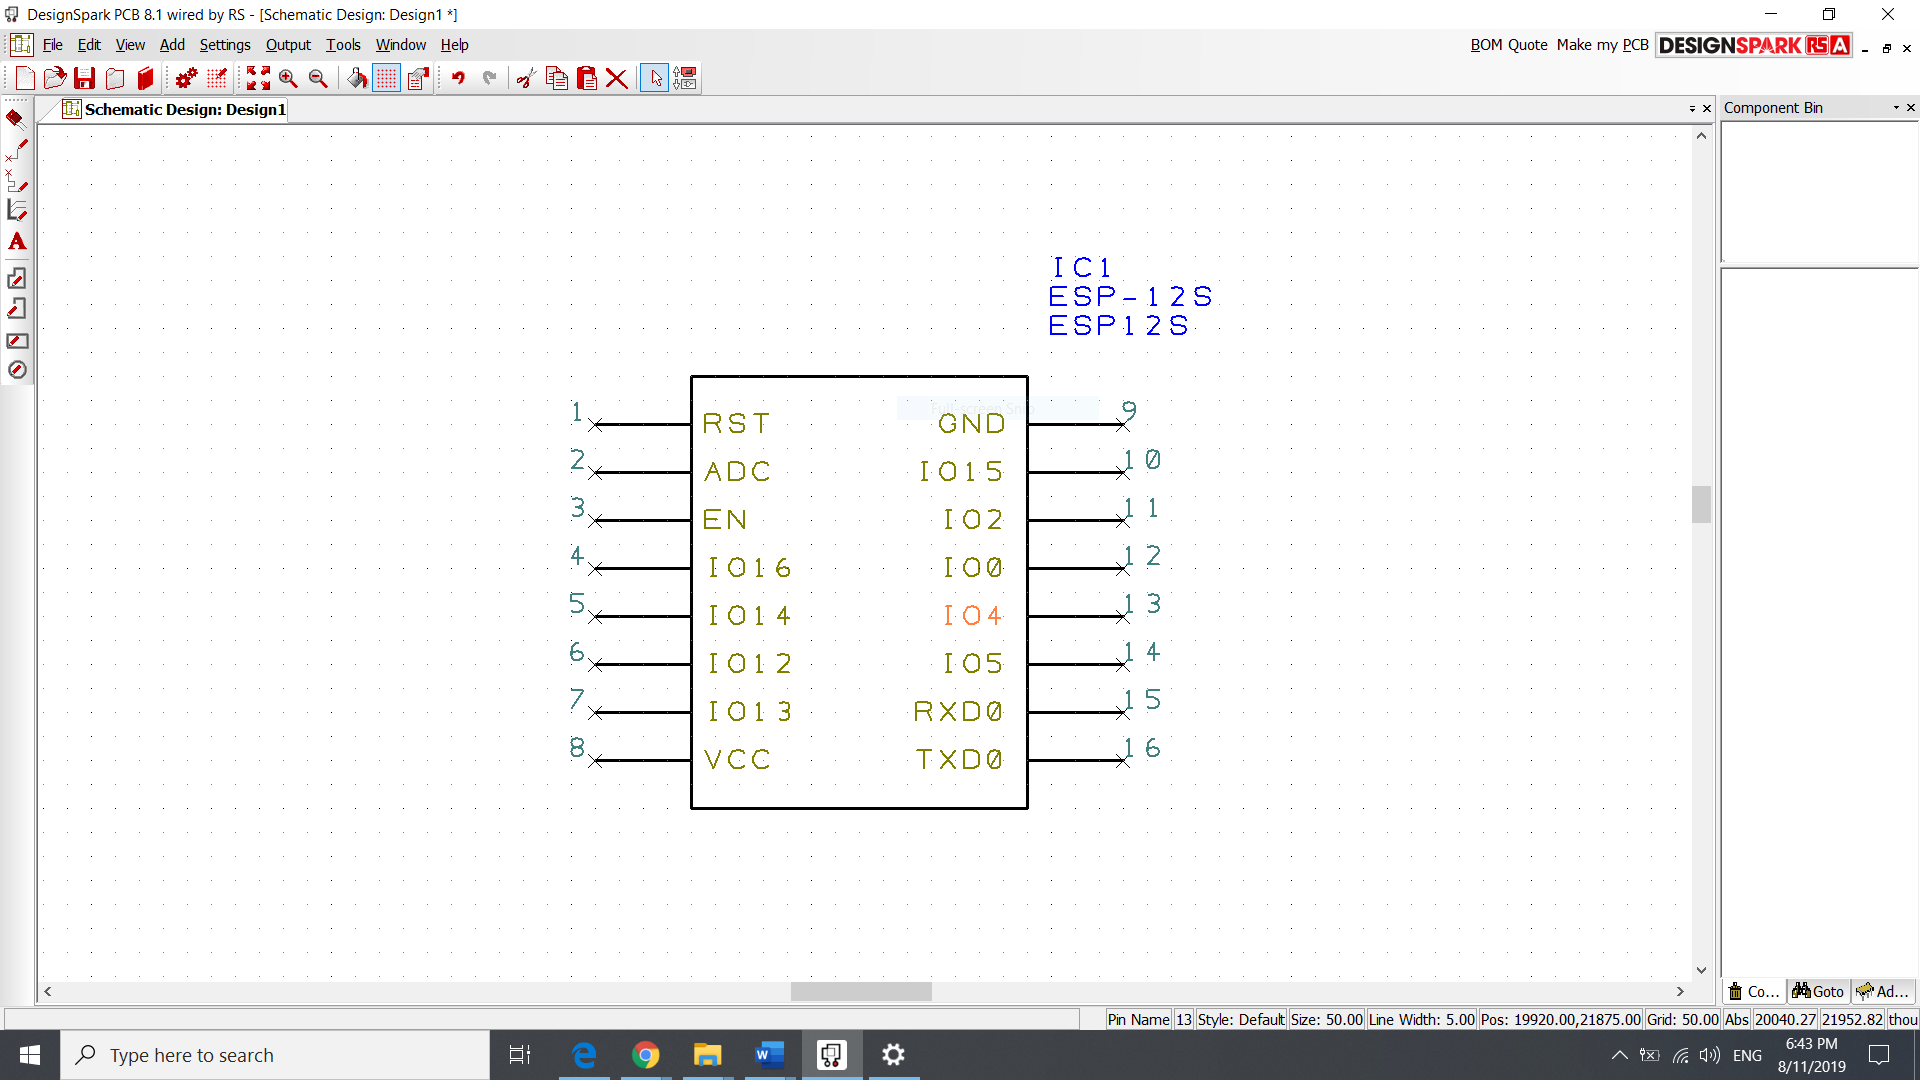 DesignSpark PCB 8.1 wired by RS - [Schematic Design: Design1 *]
File Edit View Add Settings Output Tools Window Help
BOM Quote Make my PCB DESIGNSPARK RS A
Schematic Design: Design1
Component Bin
IC1
ESP-12S
ESP12S
Full-screen Snip
1 RST GND 9
2 ADC IO15 10
3 EN IO2 11
4 IO16 IO0 12
5 IO14 IO4 13
6 IO12 IO5 14
7 IO13 RXD0 15
8 VCC TXD0 16
Co... Goto Ad...
Pin Name 13 Style: Default Size: 50.00 Line Width: 5.00 Pos: 19920.00,21875.00 Grid: 50.00 Abs 20040.27 21952.82 thou
Type here to search
ENG
6:43 PM
8/11/2019